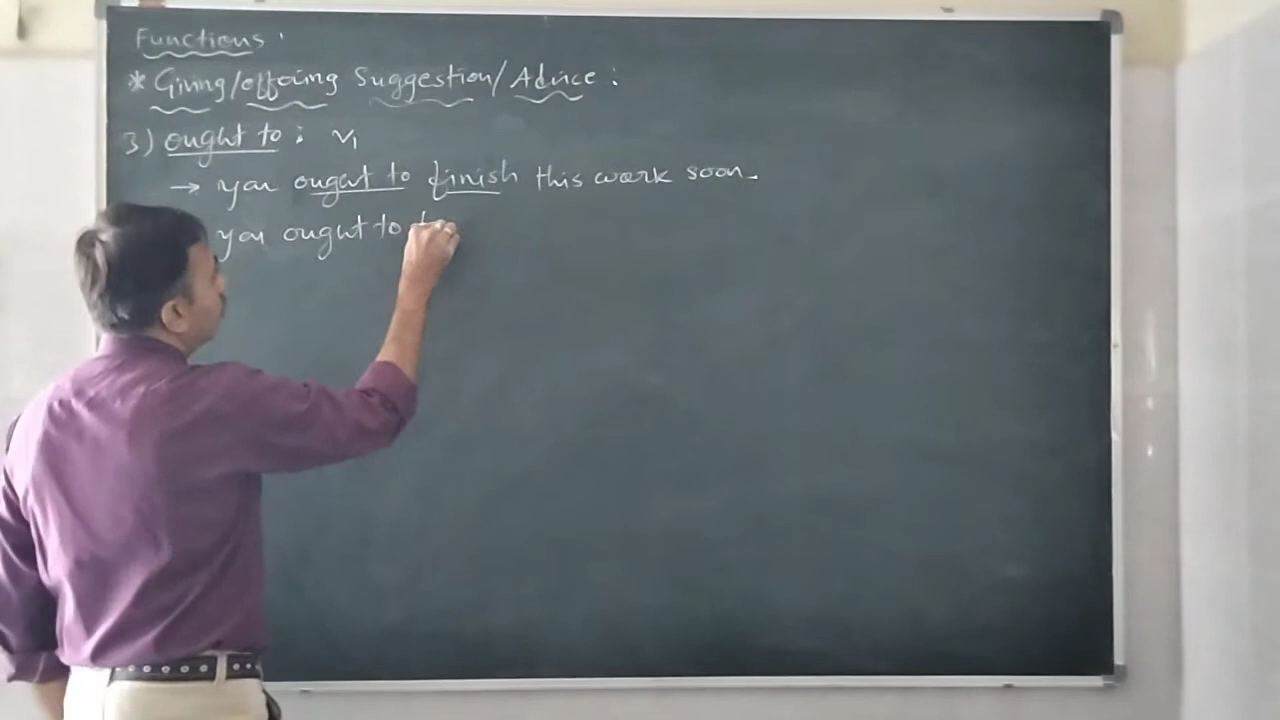 Functions.
* Giving/offering Suggestion/Advice :
3) ought to : V1
→ you ought to finish this work soon.
you ought to